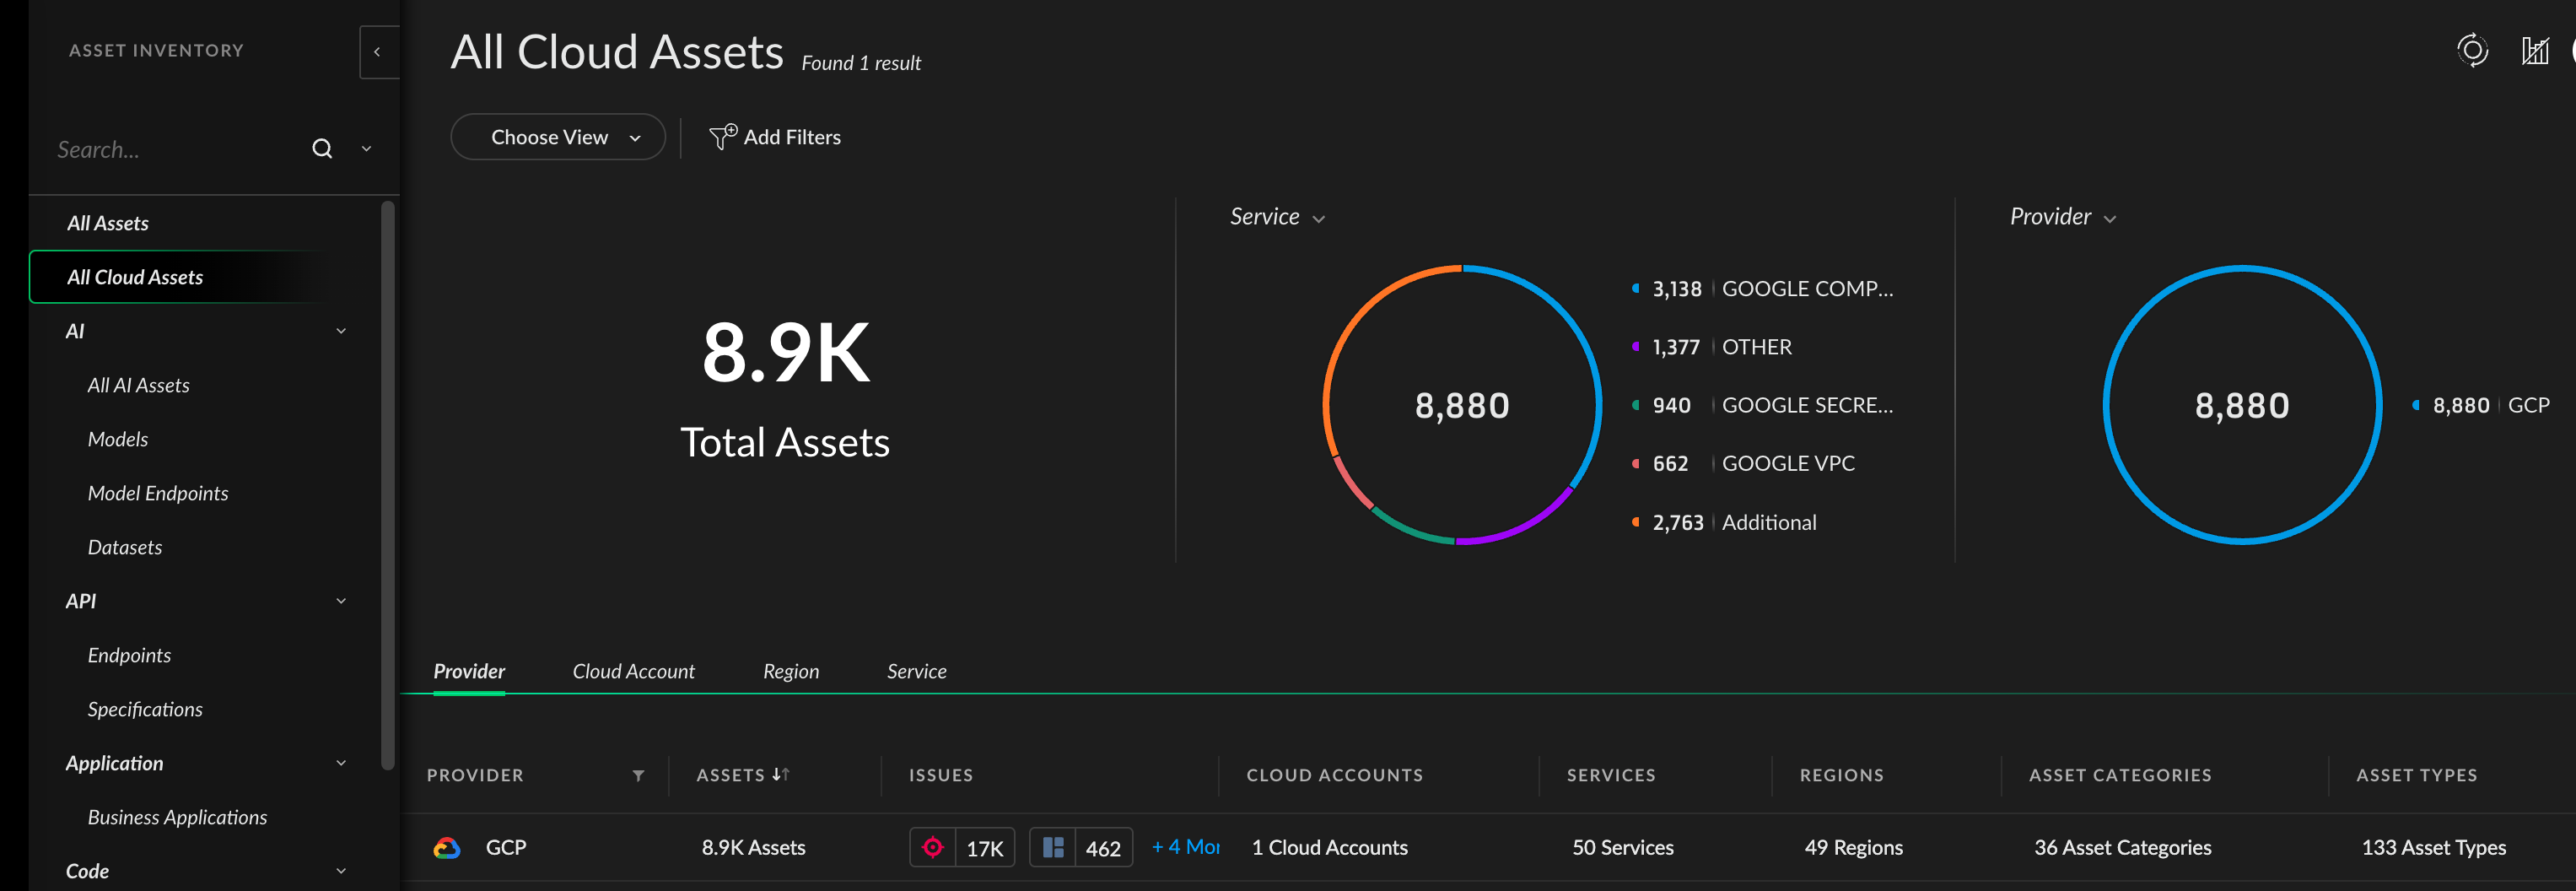 ASSET INVENTORY
Search...
All Assets
All Cloud Assets
AI
All AI Assets
Models
Model Endpoints
Datasets
API
Endpoints
Specifications
Application
Business Applications
Code
All Cloud Assets Found 1 result
Choose View Add Filters
8.9K
Total Assets
Service
8,880
3,138 GOOGLE COMP...
1,377 OTHER
940 GOOGLE SECRE...
662 GOOGLE VPC
2,763 Additional
Provider
8,880
8,880 GCP
Provider Cloud Account Region Service
PROVIDER ASSETS ISSUES CLOUD ACCOUNTS SERVICES REGIONS ASSET CATEGORIES ASSET TYPES
GCP 8.9K Assets 17K 462 + 4 Mor 1 Cloud Accounts 50 Services 49 Regions 36 Asset Categories 133 Asset Types